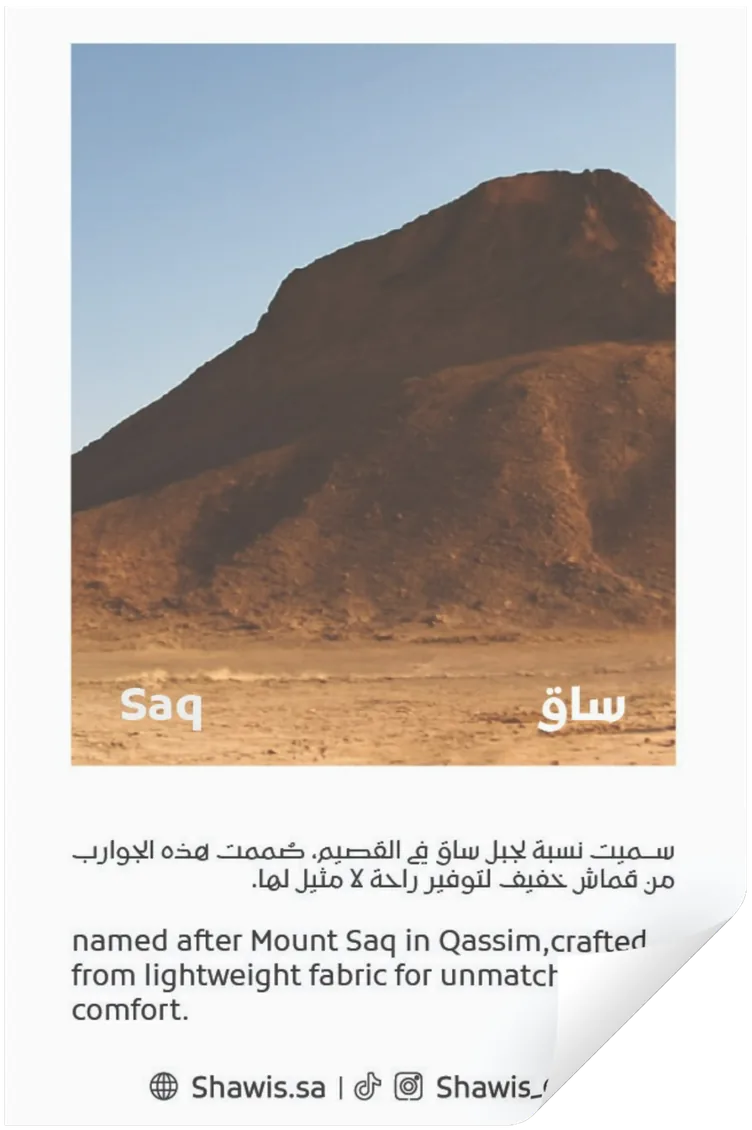 Saq
ساق
سميت نسبة لجبل ساق في القصيم، صُممت هذه الجوارب
من قماش خفيف لتوفير راحة لا مثيل لها.
named after Mount Saq in Qassim,crafted
from lightweight fabric for
comfort.
Shawis.sa |